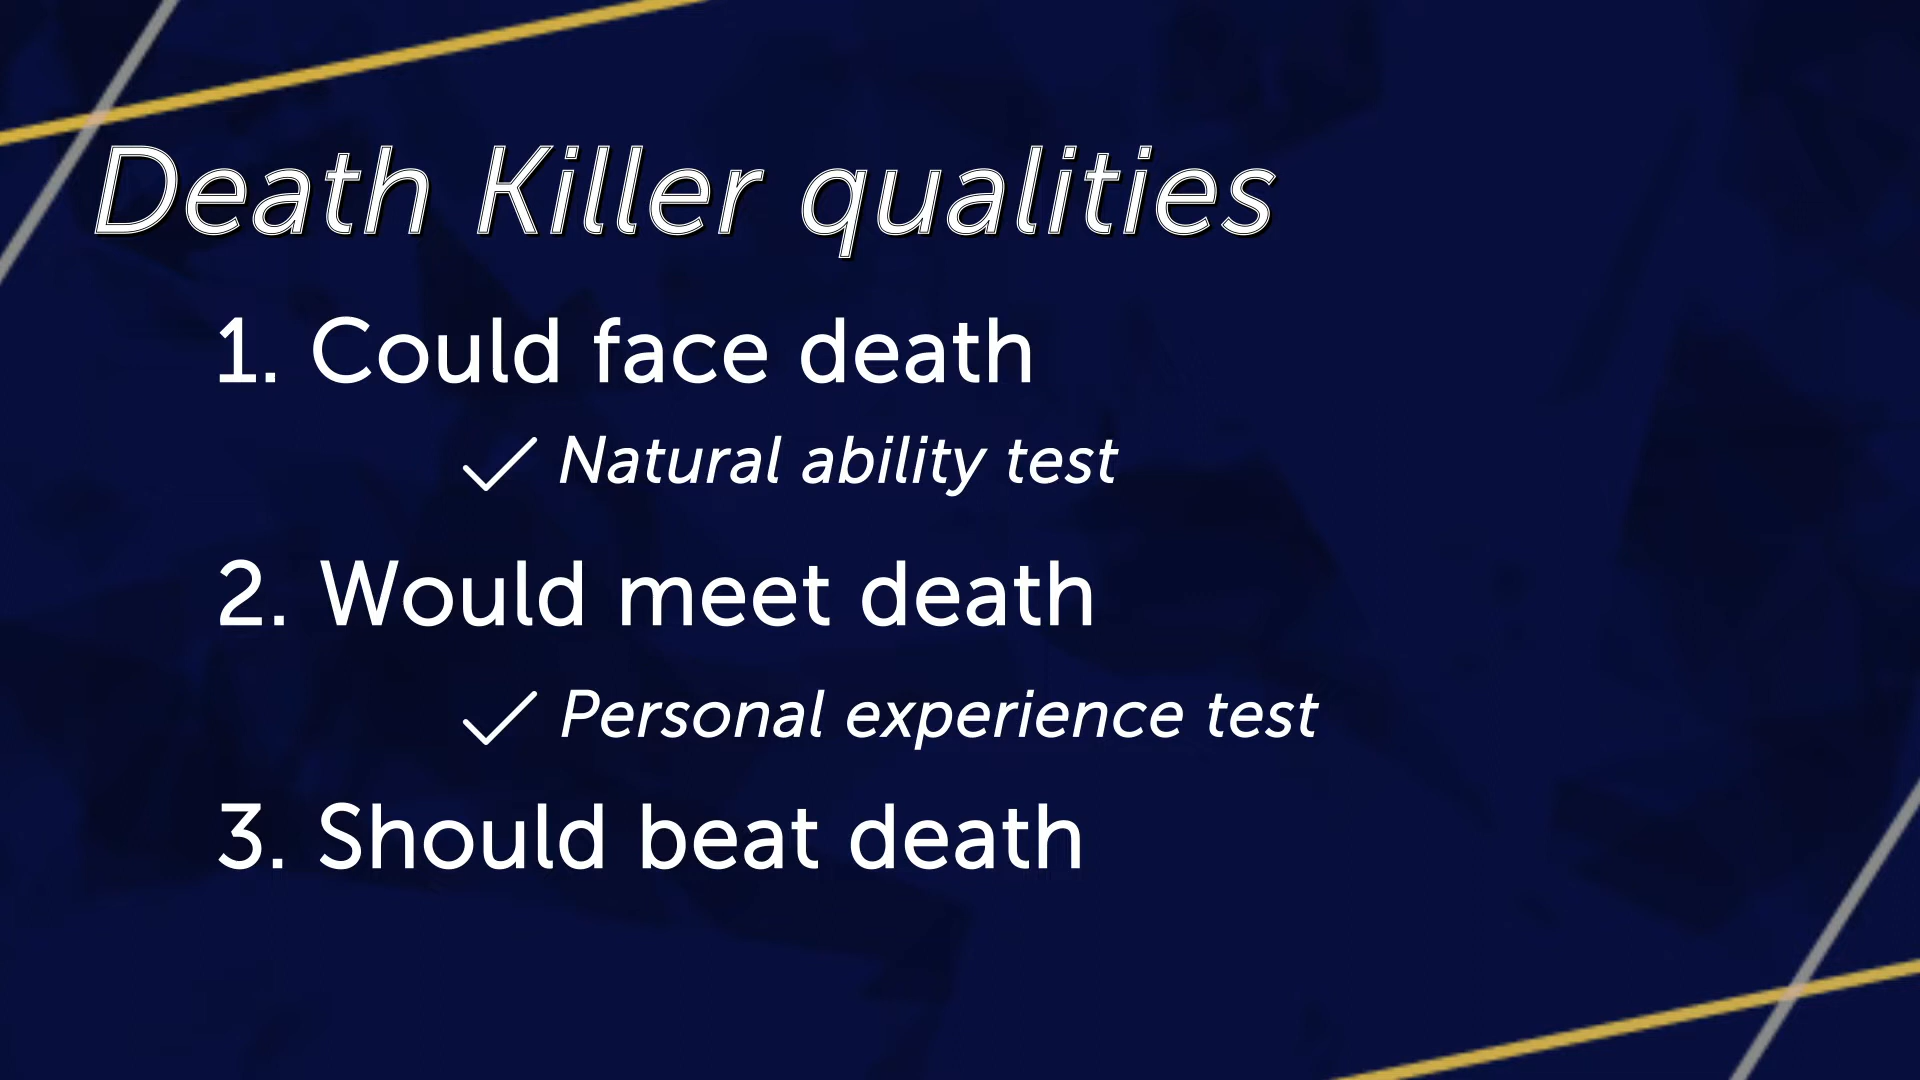 Death Killer qualities
1. Could face death
✓ Natural ability test
2. Would meet death
✓ Personal experience test
3. Should beat death